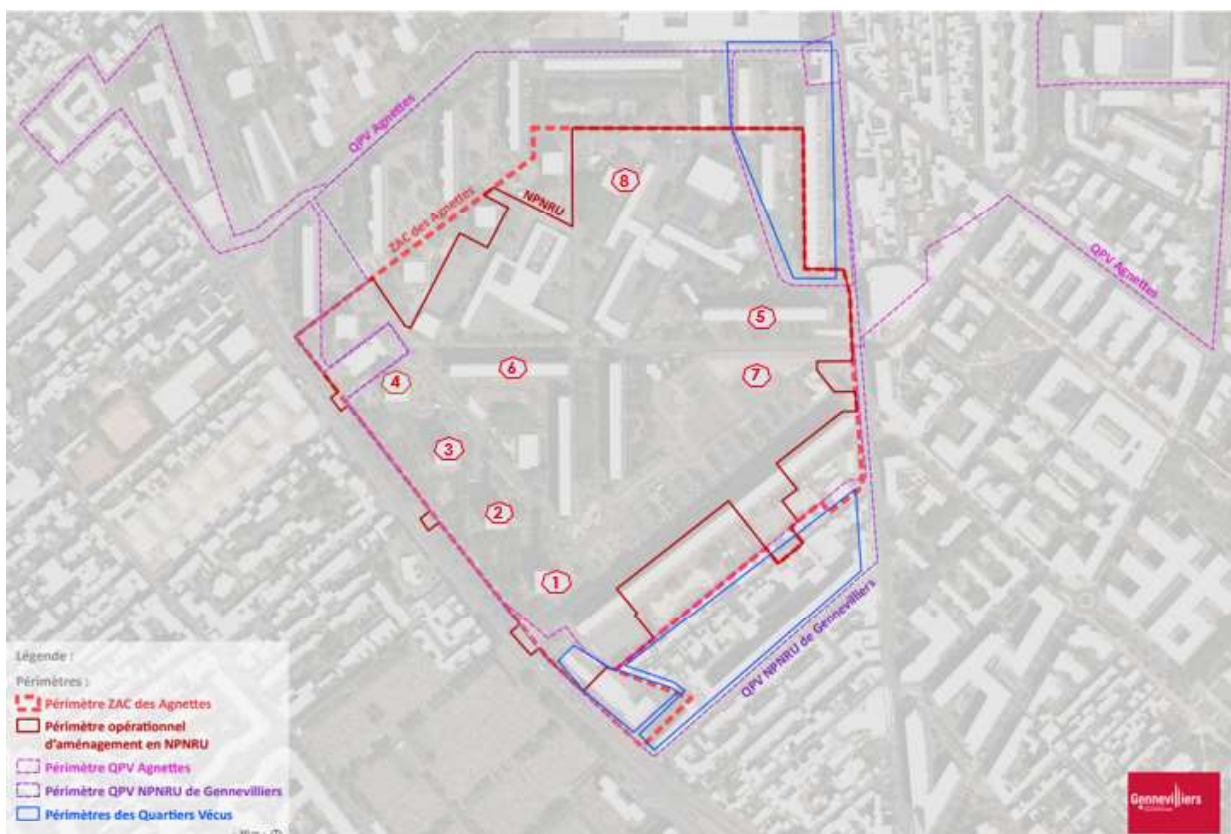 QPV Agnettes
ZAC des Agnettes
NPNRU
8
QPV Agnettes
5
6
7
4
3
2
1
QPV NPNRU de Gennevilliers
Légende :
Périmètres :
Périmètre ZAC des Agnettes
Périmètre opérationnel
d'aménagement en NPNRU
Périmètre QPV Agnettes
Périmètre QPV NPNRU de Gennevilliers
Périmètres des Quartiers Vécus
Gennevilliers